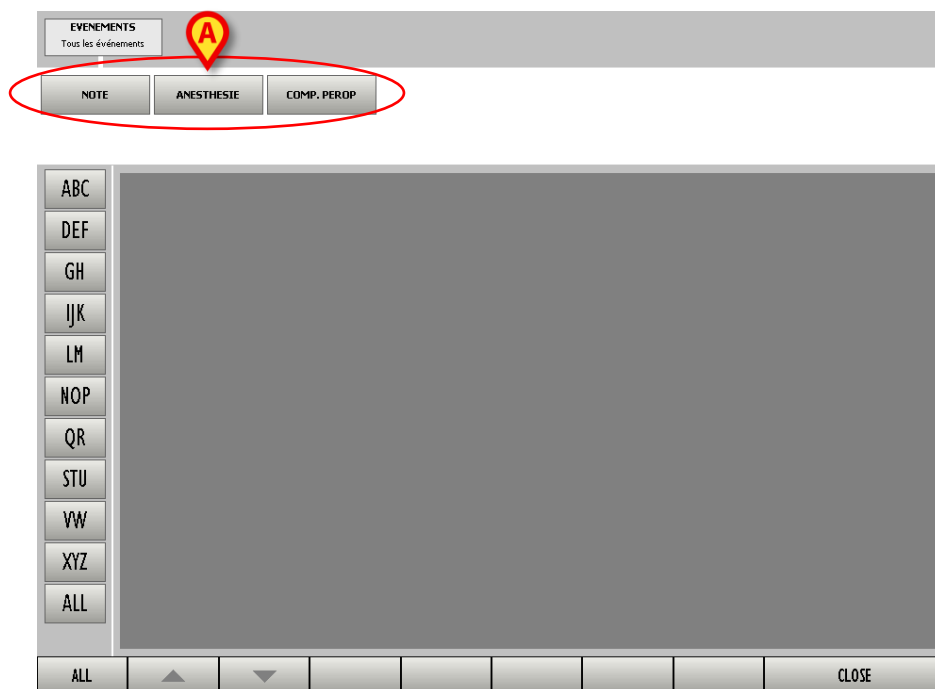 EVENEMENTS
Tous les événements
A
NOTE
ANESTHESIE
COMP. PEROP
ABC
DEF
GH
IJK
LM
NOP
QR
STU
VW
XYZ
ALL
ALL
CLOSE